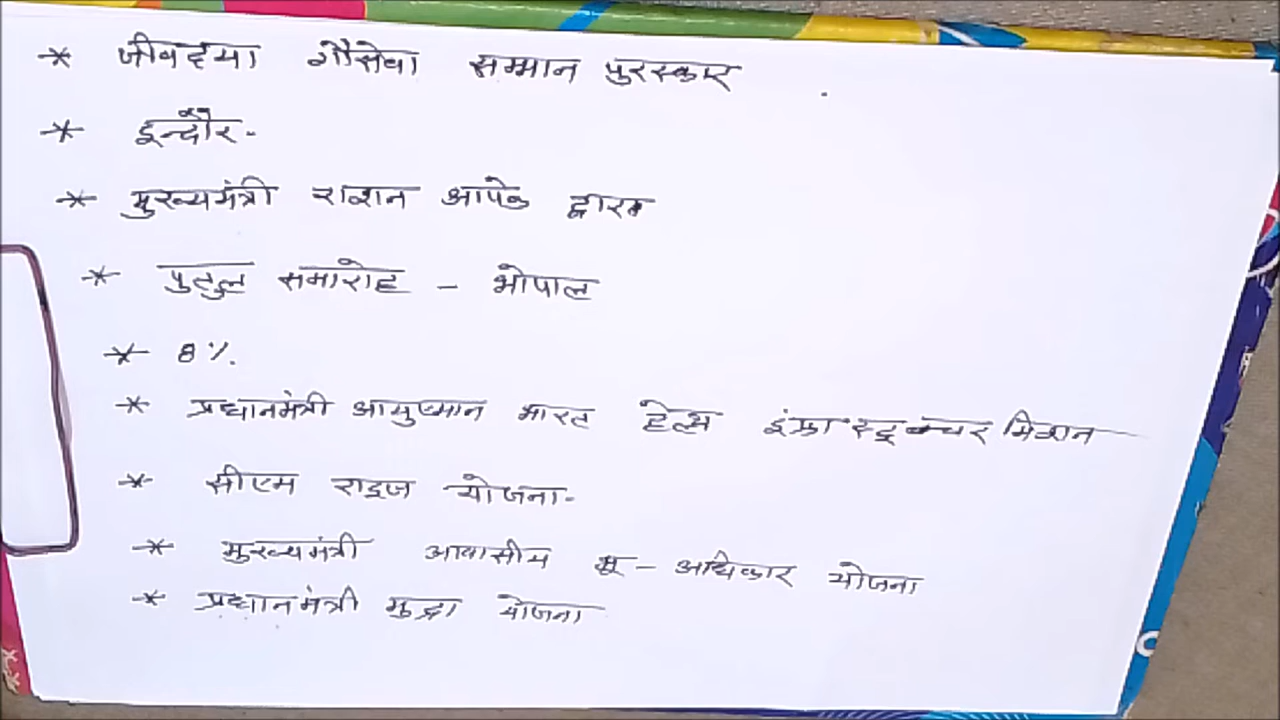 * जीवदया गौसेवा सम्मान पुरस्कार
* इन्दौर-
* मुख्यमंत्री राशन आपके द्वारा
* पुतुल समारोह - भोपाल
* 8%.
* प्रधानमंत्री आयुष्मान भारत हेल्थ इंफ्रास्ट्रक्चर मिशन
* सीएम राइज योजना-
* मुख्यमंत्री आवासीय भू-अधिकार योजना
* प्रधानमंत्री मुद्रा योजना